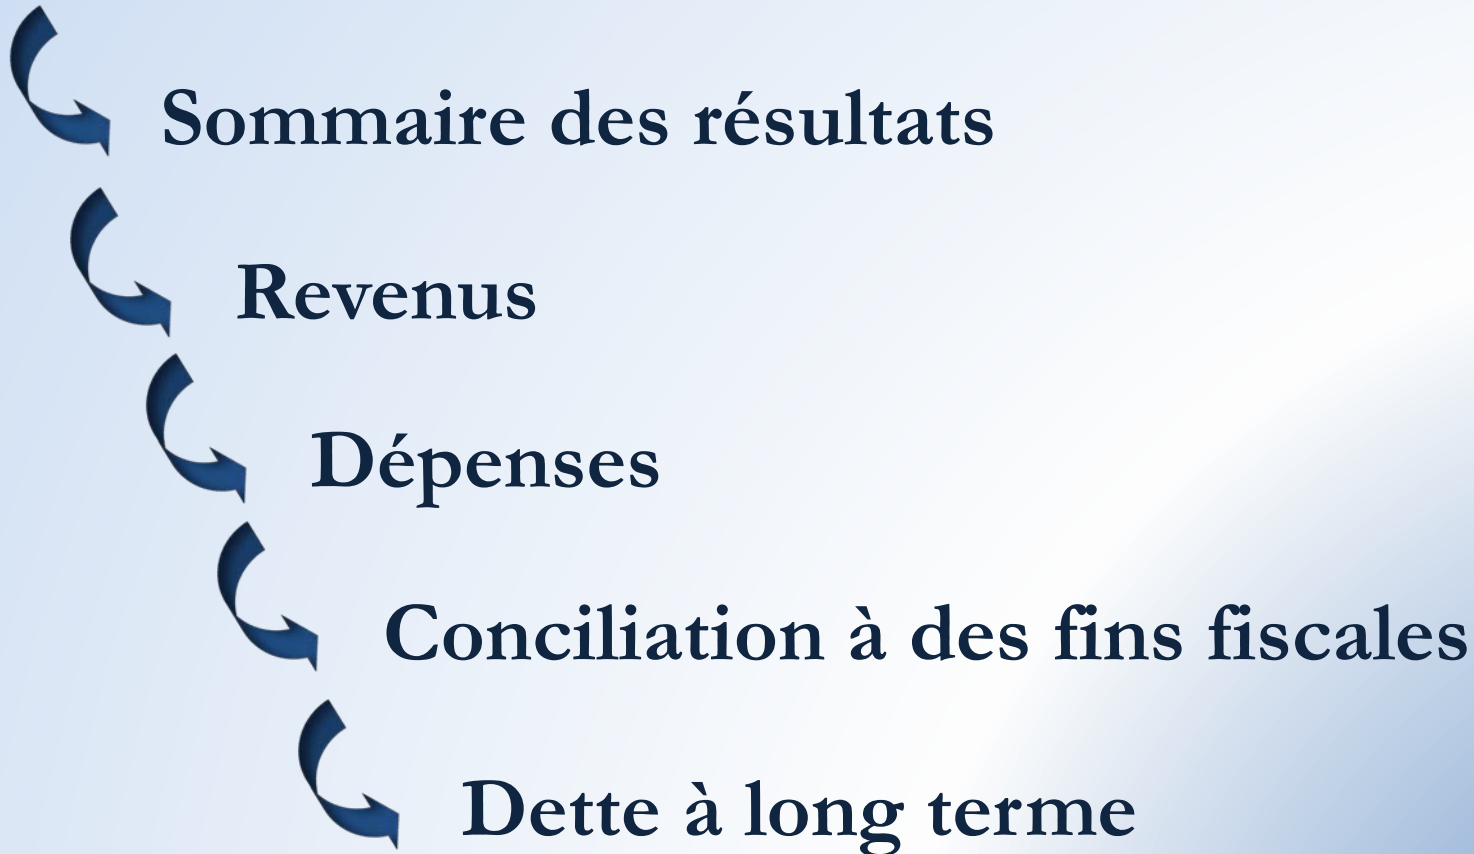 Sommaire des résultats
Revenus
Dépenses
Conciliation à des fins fiscales
Dette à long terme